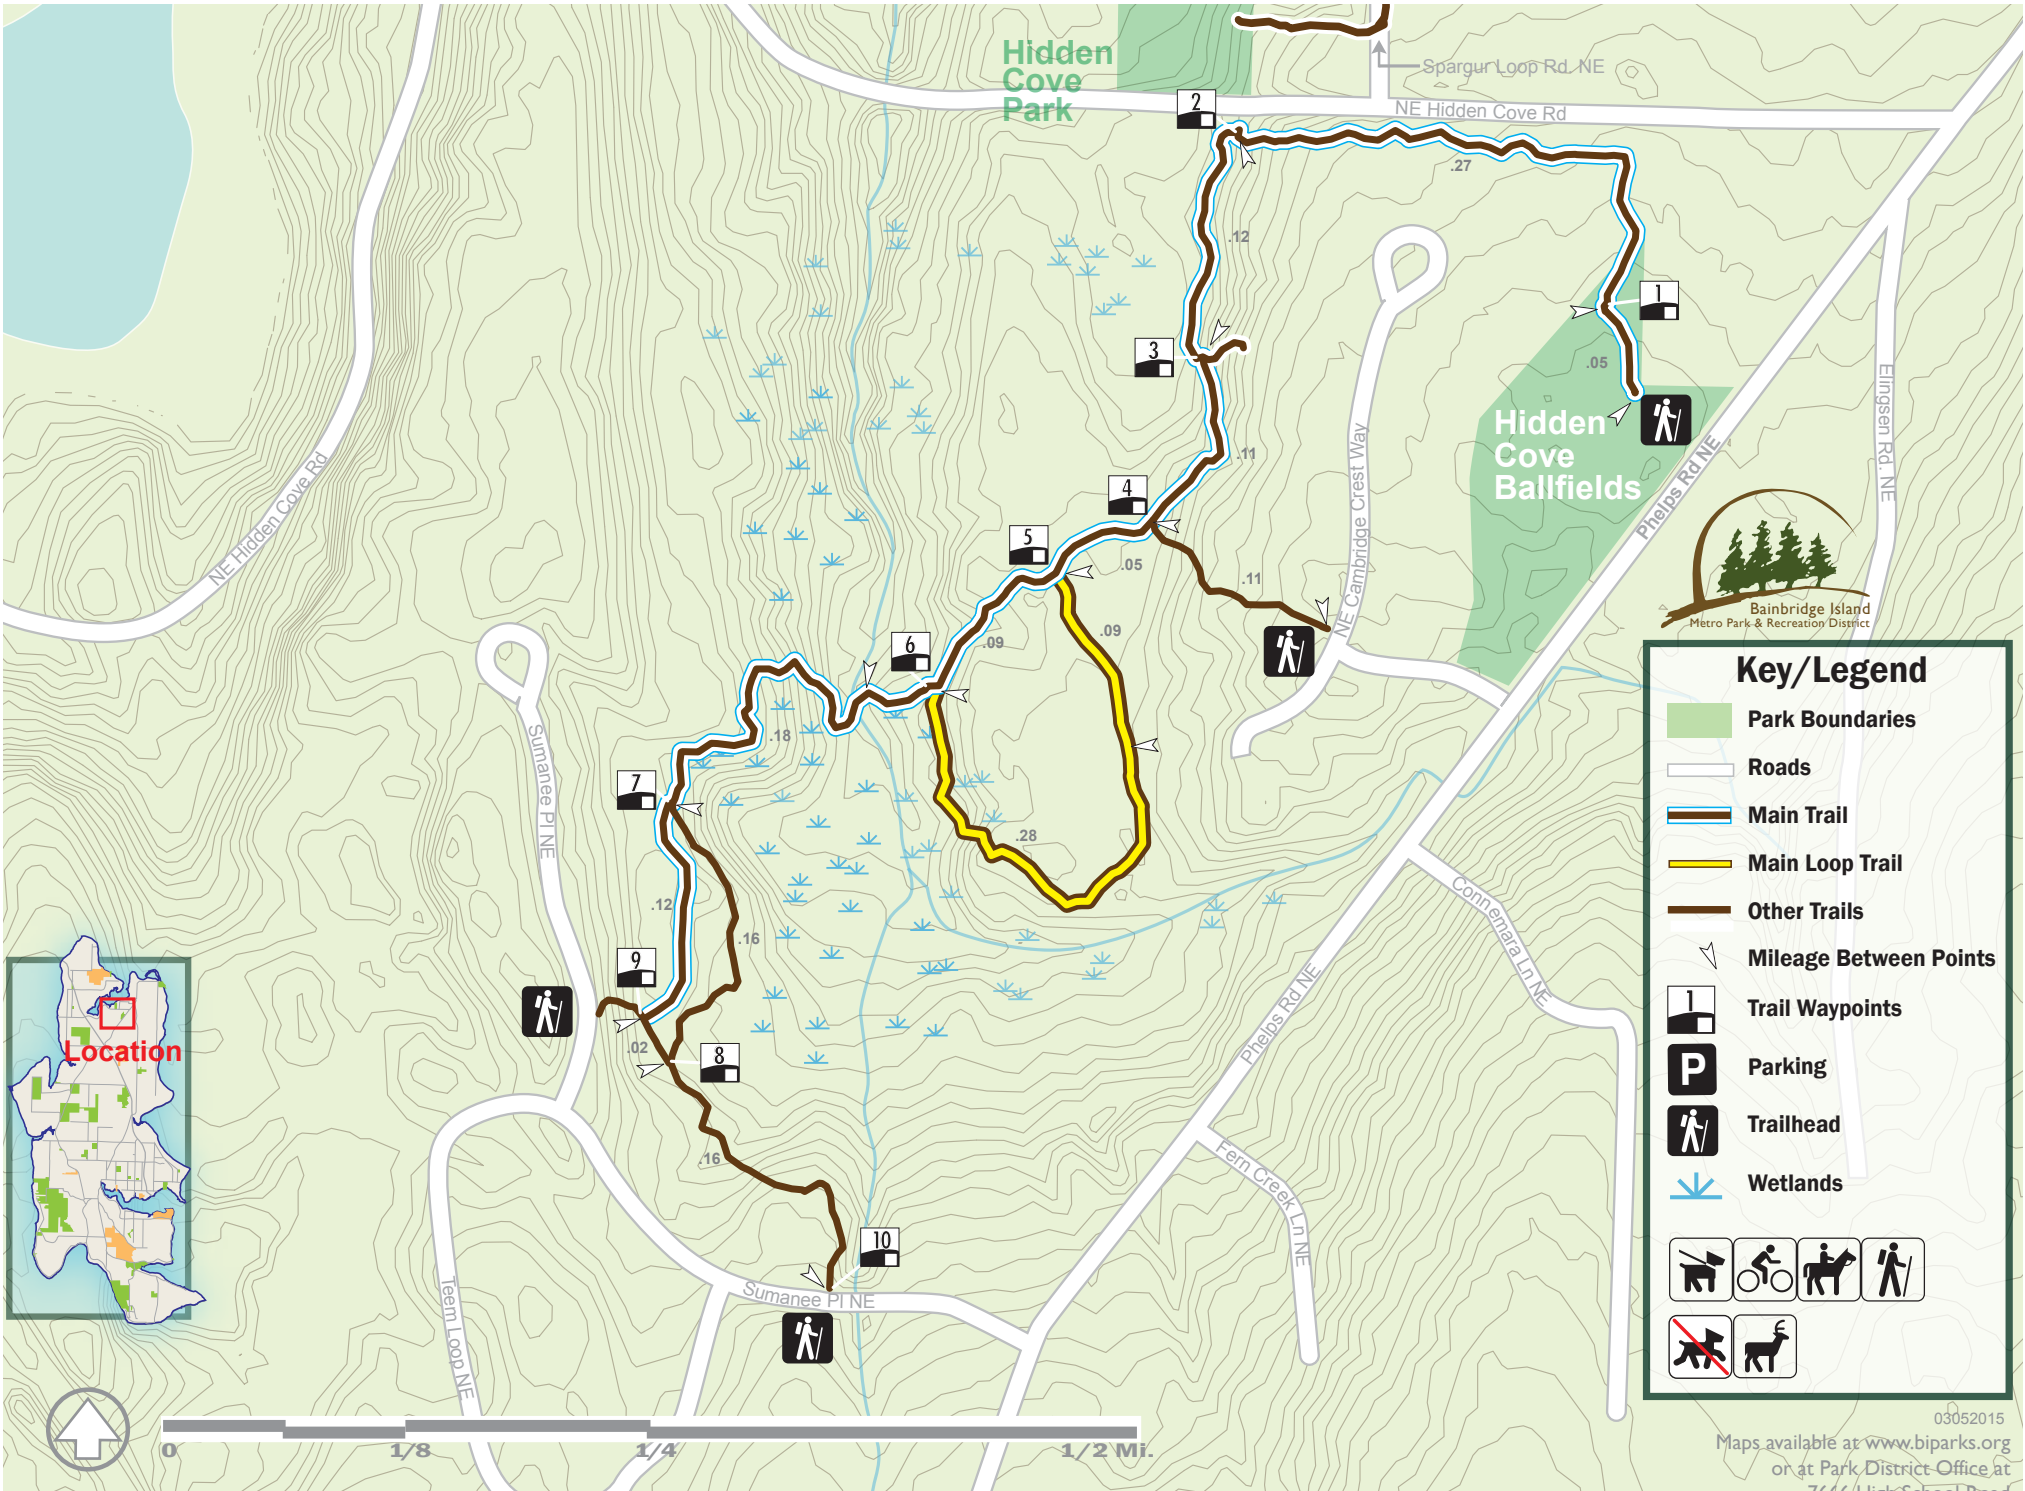 Hidden
Cove
Park
Spargur Loop Rd. NE
NE Hidden Cove Rd
2
.27
.12
1
.05
3
Hidden
Cove
Ballfields
.11
4
5
.05
.11
NE Cambridge Crest Way
Phelps Rd NE
Elingsen Rd. NE
NE Hidden Cove Rd
Bainbridge Island
Metro Park & Recreation District
6
.09
.09
.18
Sumanee Pl NE
7
.28
.12
.16
9
.02
8
.16
10
Sumanee Pl NE
Teem Loop NE
Phelps Rd NE
Connemara Ln NE
Fern Creek Ln NE
Location
Key/Legend
Park Boundaries
Roads
Main Trail
Main Loop Trail
Other Trails
Mileage Between Points
1
Trail Waypoints
P
Parking
Trailhead
Wetlands
0
1/8
1/4
1/2 Mi.
03052015
Maps available at www.biparks.org
or at Park District Office at
7666 High School Road